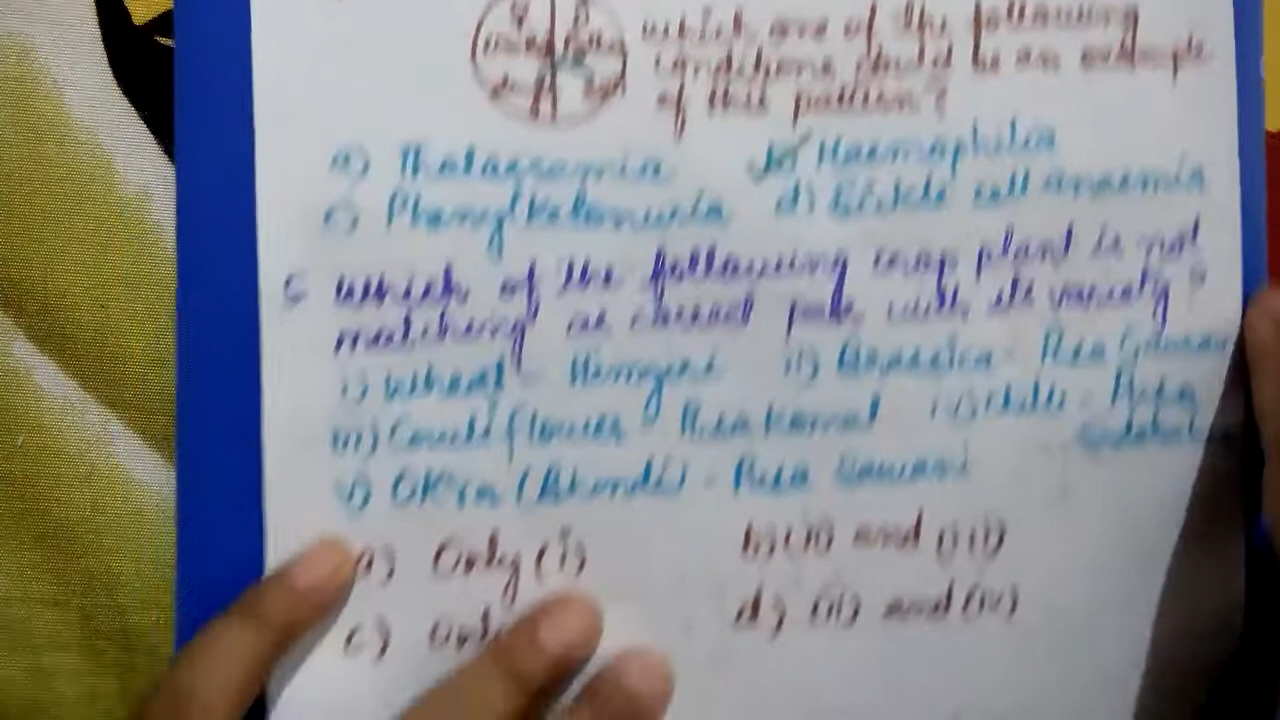 which one of the following
conditions could be an example
of this pattern?
a) Thalassemia b) Haemophilia
c) Phenylketonuria d) Sickle cell anaemia
5 Which of the following crop plant is not
matching as correct pair with its variety?
i) Wheat - Himgiri ii) Brassica - Pusa
iii) Cauliflower - Pusa Komal iv) Chilli - Pusa
v) Okra (Bhindi) - Pusa Sawani
a) Only (i) b) (ii) and (iii)
c) Only d) (ii) and (iv)